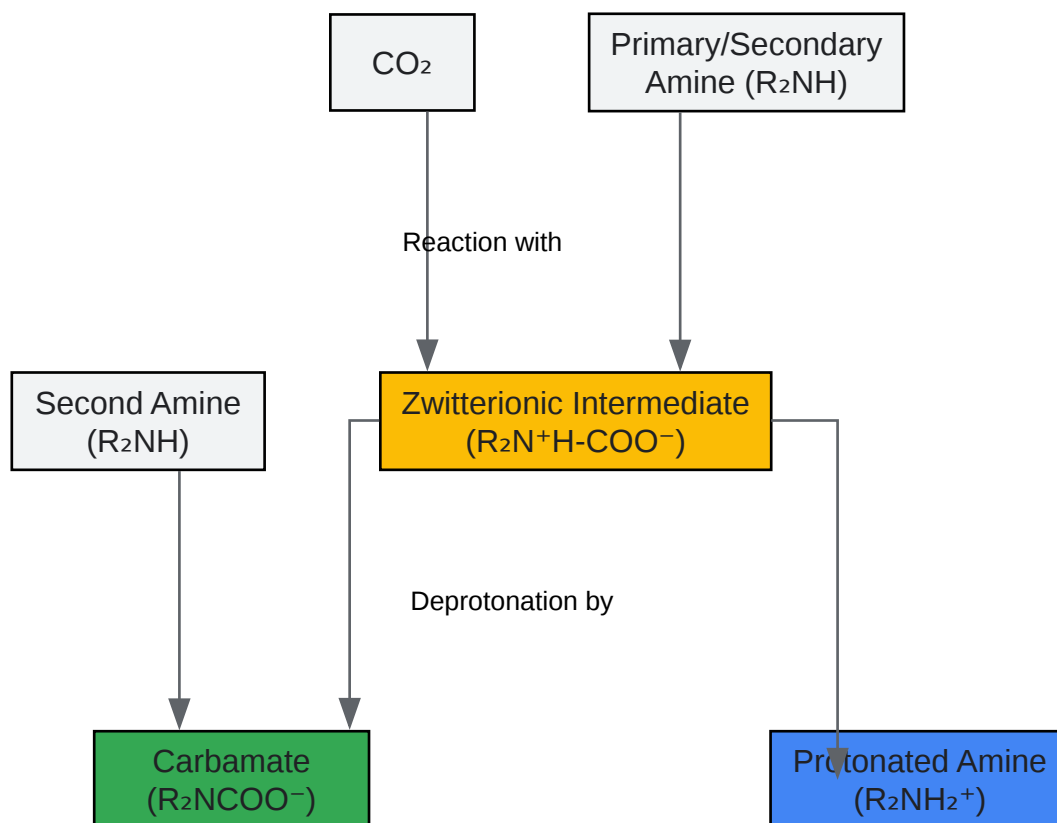 CO₂
Primary/Secondary
Amine (R₂NH)
Reaction with
Second Amine
(R₂NH)
Zwitterionic Intermediate
(R₂N⁺H-COO⁻)
Deprotonation by
Carbamate
(R₂NCOO⁻)
Protonated Amine
(R₂NH₂⁺)